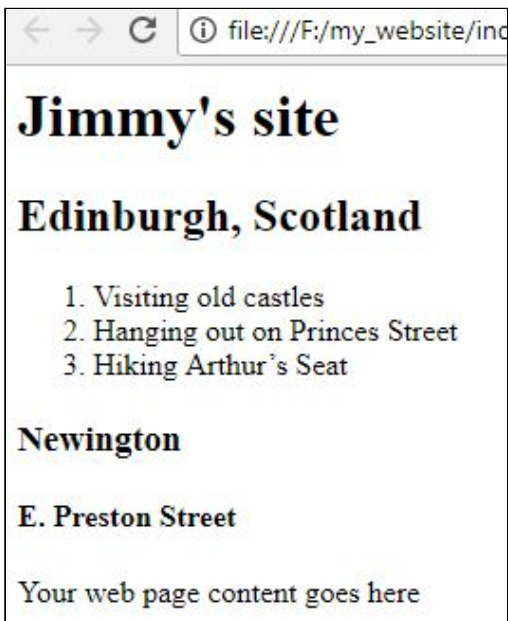 file:///F:/my_website/inc
Jimmy's site
Edinburgh, Scotland
1. Visiting old castles
2. Hanging out on Princes Street
3. Hiking Arthur’s Seat
Newington
E. Preston Street
Your web page content goes here